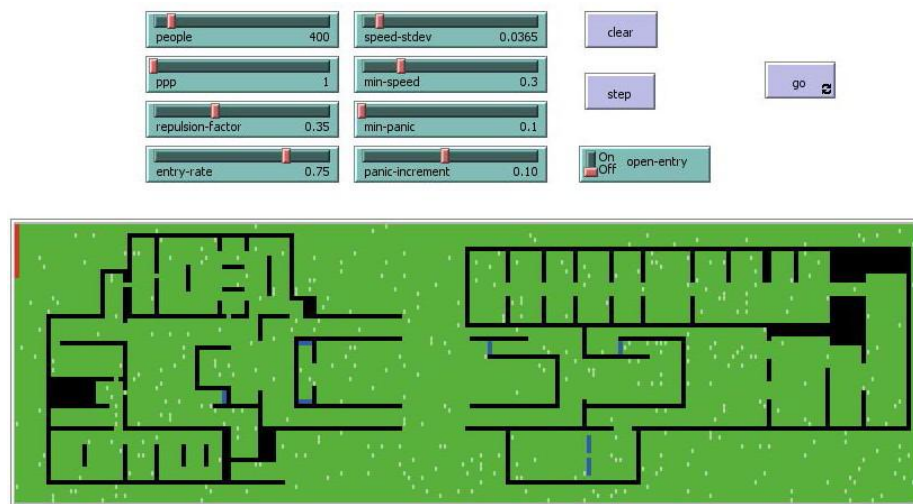 people 400
speed-stdev 0.0365
clear
ppp 1
min-speed 0.3
step
go
repulsion-factor 0.35
min-panic 0.1
entry-rate 0.75
panic-increment 0.10
On
Off
open-entry